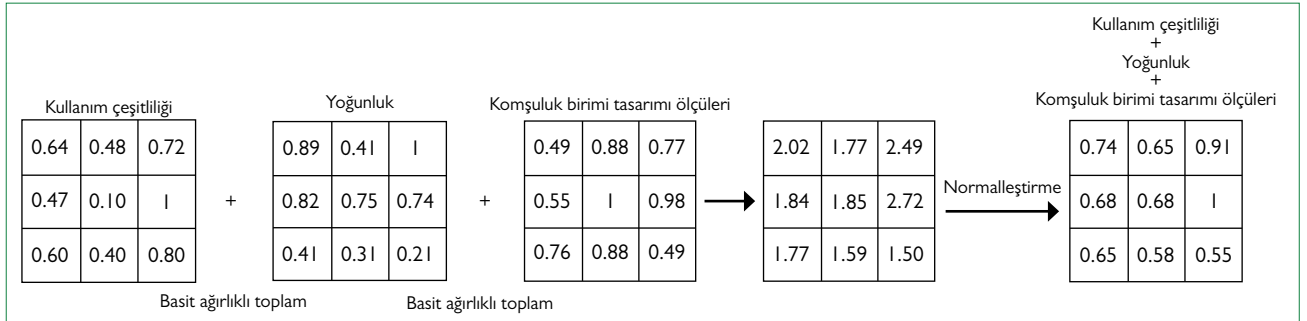 Kullanım çeşitliliği
+
Yoğunluk
+
Komşuluk birimi tasarımı ölçüleri
Kullanım çeşitliliği
Yoğunluk
Komşuluk birimi tasarımı ölçüleri
0.64 0.48 0.72
0.89 0.41 1
0.49 0.88 0.77
2.02 1.77 2.49
0.74 0.65 0.91
0.47 0.10 1
+
0.82 0.75 0.74
+
0.55 1 0.98
1.84 1.85 2.72
Normalleştirme
0.68 0.68 1
0.60 0.40 0.80
0.41 0.31 0.21
0.76 0.88 0.49
1.77 1.59 1.50
0.65 0.58 0.55
Basit ağırlıklı toplam
Basit ağırlıklı toplam